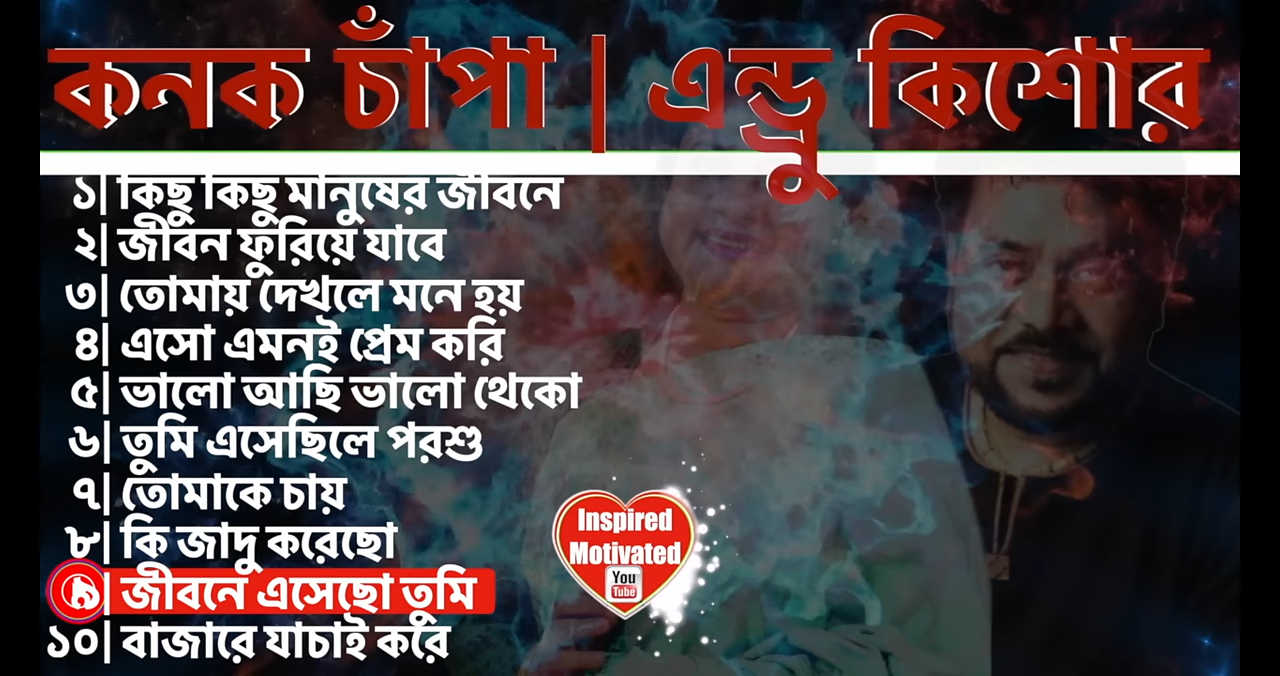 কনক চাঁপা | এন্ড্রু কিশোর
১| কিছু কিছু মানুষের জীবনে
২| জীবন ফুরিয়ে যাবে
৩| তোমায় দেখলে মনে হয়
৪| এসো এমনই প্রেম করি
৫| ভালো আছি ভালো থেকো
৬| তুমি এসেছিলে পরশু
৭| তোমাকে চায়
৮| কি জাদু করেছো
৯| জীবনে এসেছো তুমি
১০| বাজারে যাচাই করে
Inspired
Motivated
You
Tube